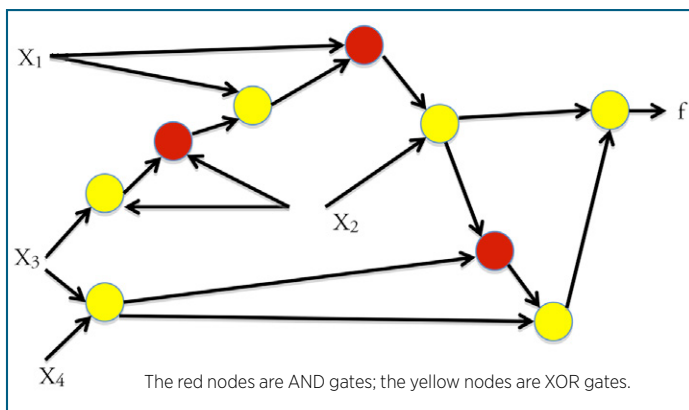 X1
f
X2
X3
X4
The red nodes are AND gates; the yellow nodes are XOR gates.